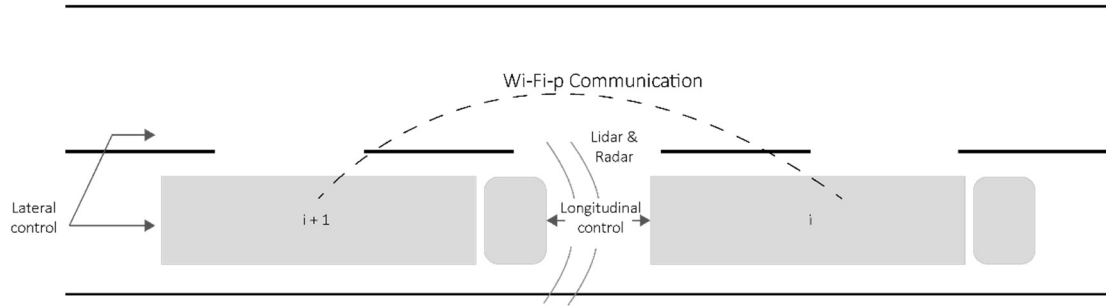 Wi-Fi-p Communication
Lidar &
Radar
Lateral
control
i + 1
Longitudinal
control
i